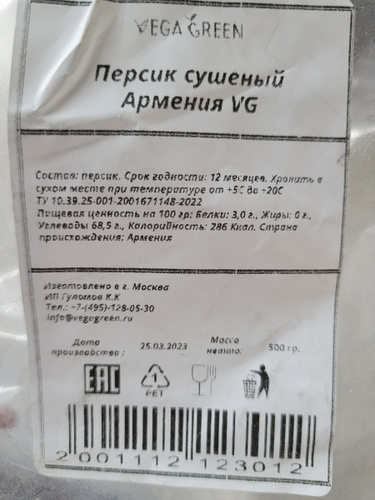 VEGA GREEN
Персик сушеный
Армения VG
Состав: персик. Срок годности: 12 месяцев. Хранить в
сухом месте при температуре от +5С до +20С
ТУ 10.39.25-001-2001671148-2022
Пищевая ценность на 100 гр: Белки: 3,0 г., Жиры: 0 г.,
Углеводы 68,5 г., Калорийность: 286 Ккал. Страна
происхождения: Армения
Изготовлено в г. Москва
ИП Гуломов К.К
Тел.: +7-(495)-128-05-30
info@vegagreen.ru
Дата производства: 25.03.2023 Масса нетто: 500 гр.
EAC
1
PET
2 001112 123012